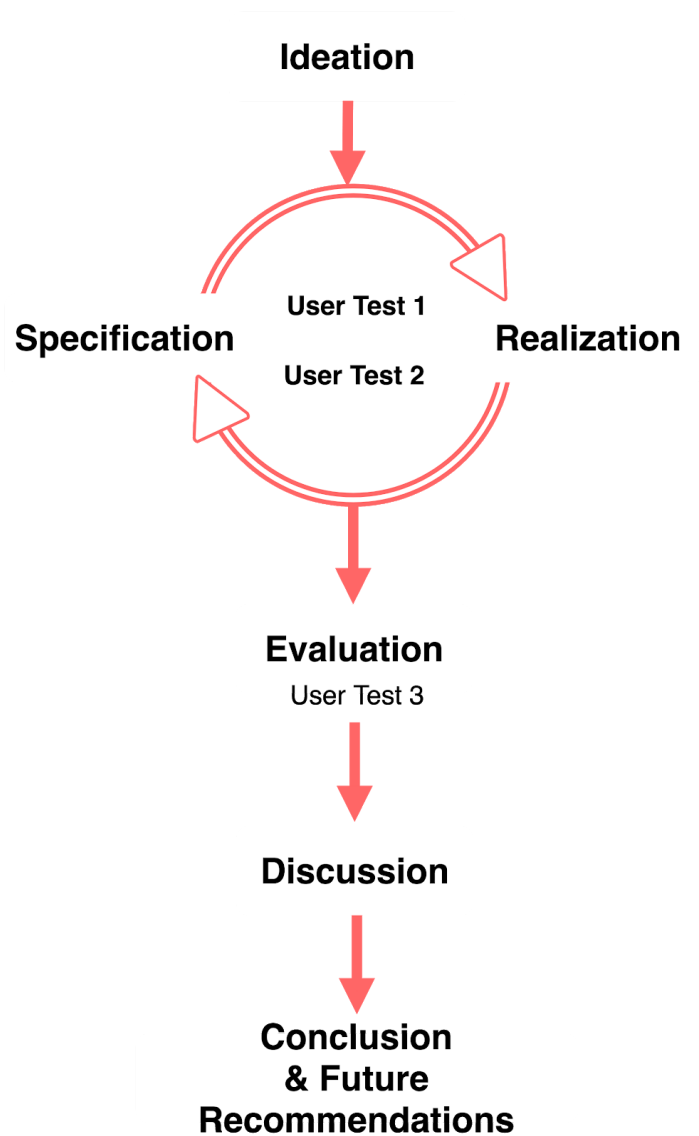 Ideation
User Test 1
Specification
Realization
User Test 2
Evaluation
User Test 3
Discussion
Conclusion
& Future
Recommendations